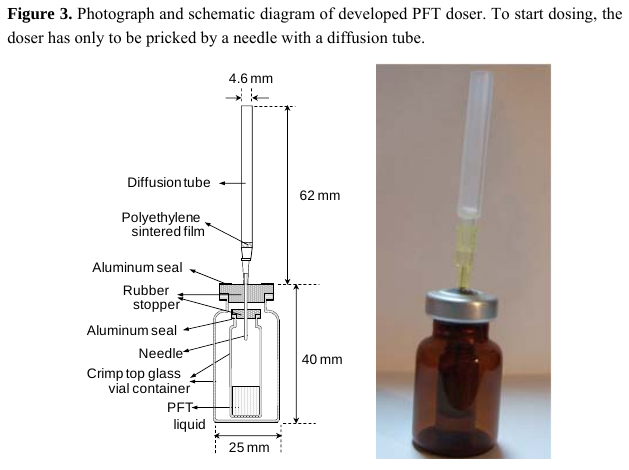 Figure 3. Photograph and schematic diagram of developed PFT doser. To start dosing, the
doser has only to be pricked by a needle with a diffusion tube.
4.6 mm
Diffusion tube
62 mm
Polyethylene
sintered film
Aluminum seal
Rubber
stopper
Aluminum seal
40 mm
Needle
Crimp top glass
vial container
PFT
liquid
25 mm